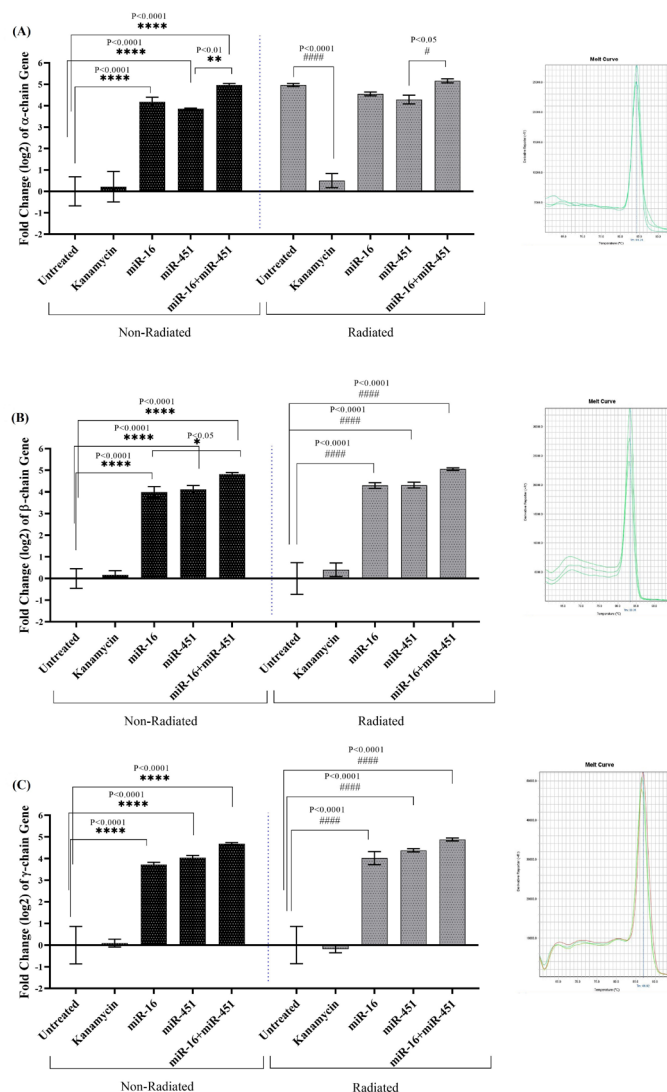 (A)
P<0.0001
****
P<0.0001
****
P<0.0001
****
P<0.01
**
P<0.0001
####
P<0.05
#
Fold Change (log2) of α-chain Gene
6
5
4
3
2
1
0
-1
-2
Untreated
Kanamycin
miR-16
miR-451
miR-16+miR-451
Untreated
Kanamycin
miR-16
miR-451
miR-16+miR-451
Non-Radiated
Radiated
Melt Curve
Temperature (°C)
(B)
P<0.0001
****
P<0.0001
****
P<0.05
*
P<0.0001
****
P<0.0001
####
P<0.0001
####
P<0.0001
####
Fold Change (log2) of β-chain Gene
6
5
4
3
2
1
0
-1
-2
Untreated
Kanamycin
miR-16
miR-451
miR-16+miR-451
Untreated
Kanamycin
miR-16
miR-451
miR-16+miR-451
Non-Radiated
Radiated
Melt Curve
Temperature (°C)
(C)
P<0.0001
****
P<0.0001
****
P<0.0001
****
P<0.0001
####
P<0.0001
####
P<0.0001
####
Fold Change (log2) of γ-chain Gene
6
5
4
3
2
1
0
-1
-2
Untreated
Kanamycin
miR-16
miR-451
miR-16+miR-451
Untreated
Kanamycin
miR-16
miR-451
miR-16+miR-451
Non-Radiated
Radiated
Melt Curve
Temperature (°C)